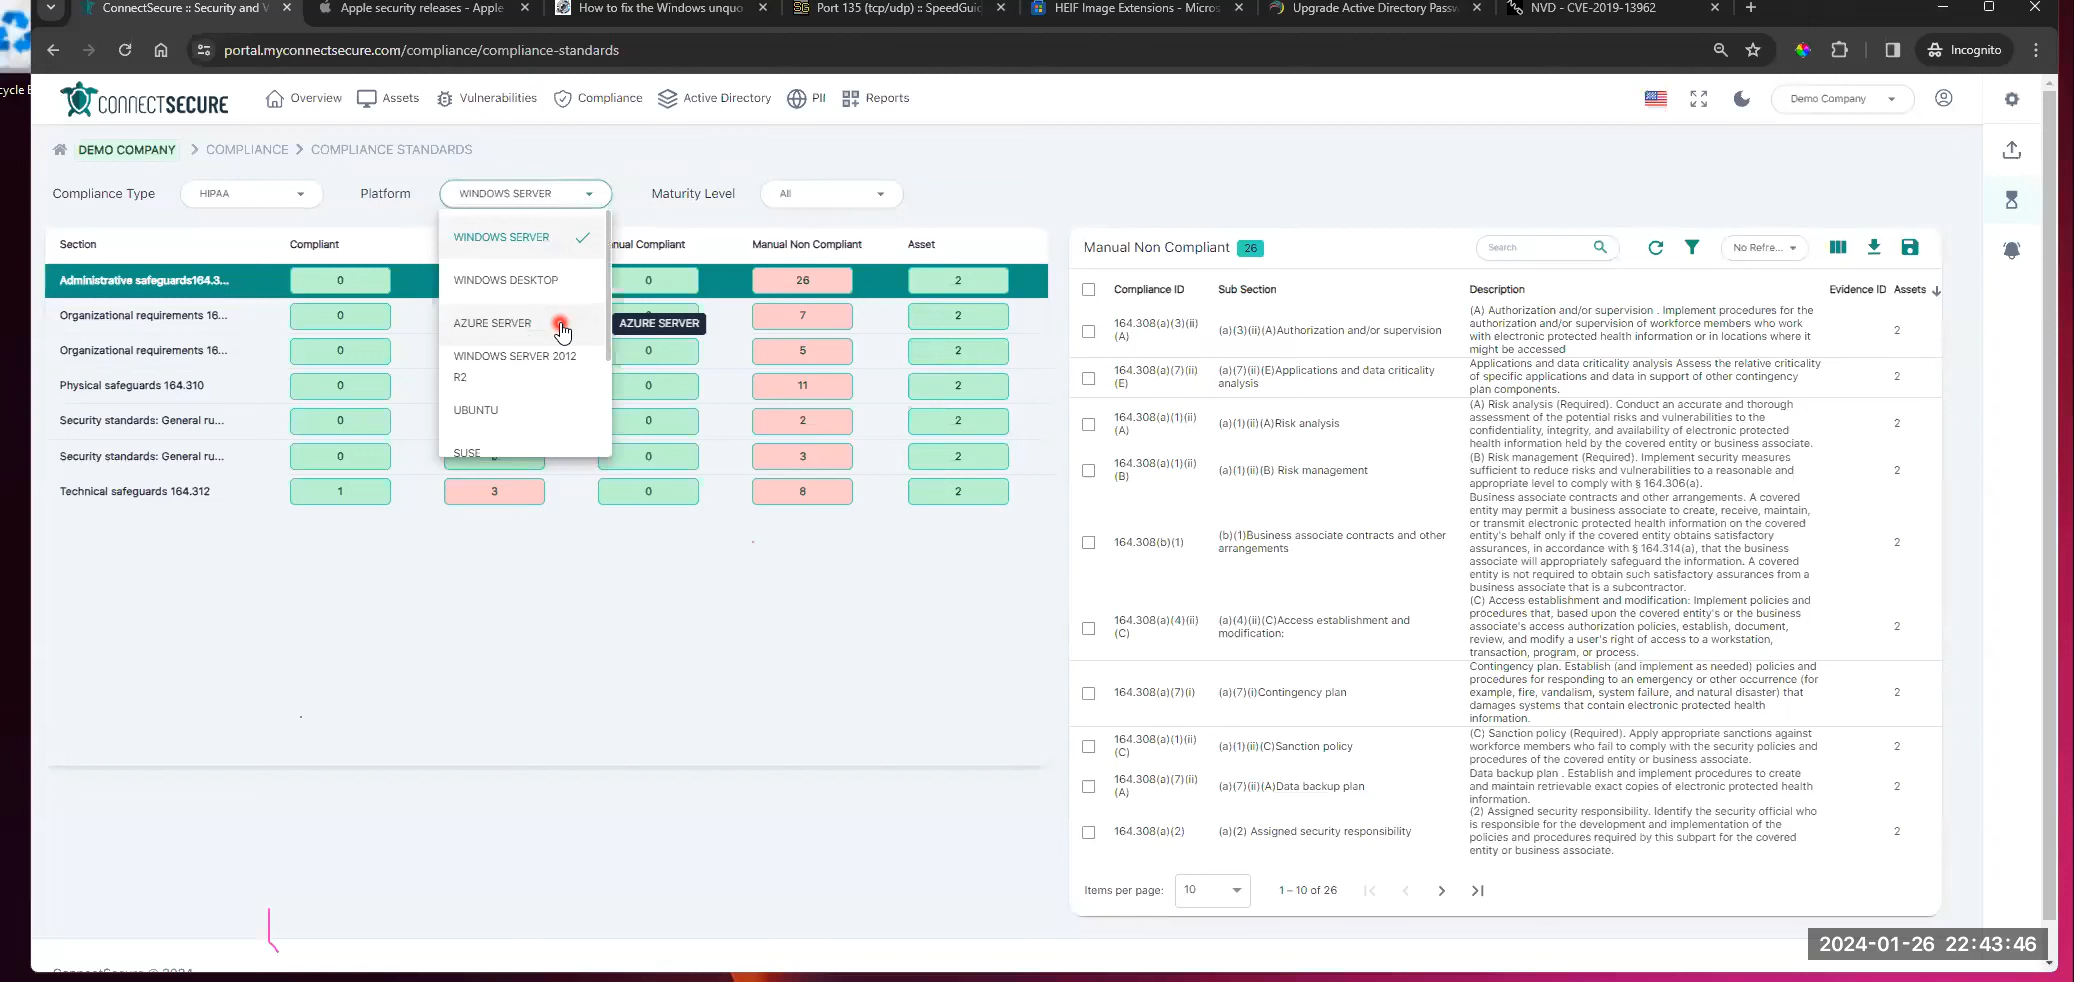 ConnectSecure :: Security and V
Apple security releases - Apple
How to fix the Windows unquo
Port 135 (tcp/udp) :: SpeedGuid
HEIF Image Extensions - Micros
Upgrade Active Directory Passw
NVD - CVE-2019-13962
portal.myconnectsecure.com/compliance/compliance-standards
Incognito
cycle B
CONNECTSECURE
Overview
Assets
Vulnerabilities
Compliance
Active Directory
PII
Reports
Demo Company
DEMO COMPANY > COMPLIANCE > COMPLIANCE STANDARDS
Compliance Type
HIPAA
Platform
WINDOWS SERVER
Maturity Level
All
Section Compliant nual Compliant Manual Non Compliant Asset
Administrative safeguards164.3... 0 0 26 2
Organizational requirements 16... 0 7 2
Organizational requirements 16... 0 0 5 2
Physical safeguards 164.310 0 0 11 2
Security standards: General ru... 0 0 2 2
Security standards: General ru... 0 0 3 2
Technical safeguards 164.312 1 3 0 8 2
WINDOWS SERVER
WINDOWS DESKTOP
AZURE SERVER
AZURE SERVER
WINDOWS SERVER 2012
R2
UBUNTU
SUSE
Manual Non Compliant 26
Search
No Refre...
Compliance ID Sub Section Description Evidence ID Assets
164.308(a)(3)(ii)
(A)
(a)(3)(ii)(A)Authorization and/or supervision
(A) Authorization and/or supervision . Implement procedures for the
authorization and/or supervision of workforce members who work
with electronic protected health information or in locations where it
might be accessed
2
164.308(a)(7)(ii)
(E)
(a)(7)(ii)(E)Applications and data criticality
analysis
Applications and data criticality analysis Assess the relative criticality
of specific applications and data in support of other contingency
plan components.
2
164.308(a)(1)(ii)
(A)
(a)(1)(ii)(A)Risk analysis
(A) Risk analysis (Required). Conduct an accurate and thorough
assessment of the potential risks and vulnerabilities to the
confidentiality, integrity, and availability of electronic protected
health information held by the covered entity or business associate.
2
164.308(a)(1)(ii)
(B)
(a)(1)(ii)(B) Risk management
(B) Risk management (Required). Implement security measures
sufficient to reduce risks and vulnerabilities to a reasonable and
appropriate level to comply with § 164.306(a).
2
164.308(b)(1)
(b)(1)Business associate contracts and other
arrangements
Business associate contracts and other arrangements. A covered
entity may permit a business associate to create, receive, maintain,
or transmit electronic protected health information on the covered
entity's behalf only if the covered entity obtains satisfactory
assurances, in accordance with § 164.314(a), that the business
associate will appropriately safeguard the information. A covered
entity is not required to obtain such satisfactory assurances from a
business associate that is a subcontractor.
2
164.308(a)(4)(ii)
(C)
(a)(4)(ii)(C)Access establishment and
modification:
(C) Access establishment and modification: Implement policies and
procedures that, based upon the covered entity's or the business
associate's access authorization policies, establish, document,
review, and modify a user's right of access to a workstation,
transaction, program, or process.
2
164.308(a)(7)(i)
(a)(7)(i)Contingency plan
Contingency plan. Establish (and implement as needed) policies and
procedures for responding to an emergency or other occurrence (for
example, fire, vandalism, system failure, and natural disaster) that
damages systems that contain electronic protected health
information.
2
164.308(a)(1)(ii)
(C)
(a)(1)(ii)(C)Sanction policy
(C) Sanction policy (Required). Apply appropriate sanctions against
workforce members who fail to comply with the security policies and
procedures of the covered entity or business associate.
2
164.308(a)(7)(ii)
(A)
(a)(7)(ii)(A)Data backup plan
Data backup plan . Establish and implement procedures to create
and maintain retrievable exact copies of electronic protected health
information.
2
164.308(a)(2)
(a)(2) Assigned security responsibility
(2) Assigned security responsibility. Identify the security official who
is responsible for the development and implementation of the
policies and procedures required by this subpart for the covered
entity or business associate.
2
Items per page: 10 1 – 10 of 26
2024-01-26 22:43:46
ConnectSecure © 2024